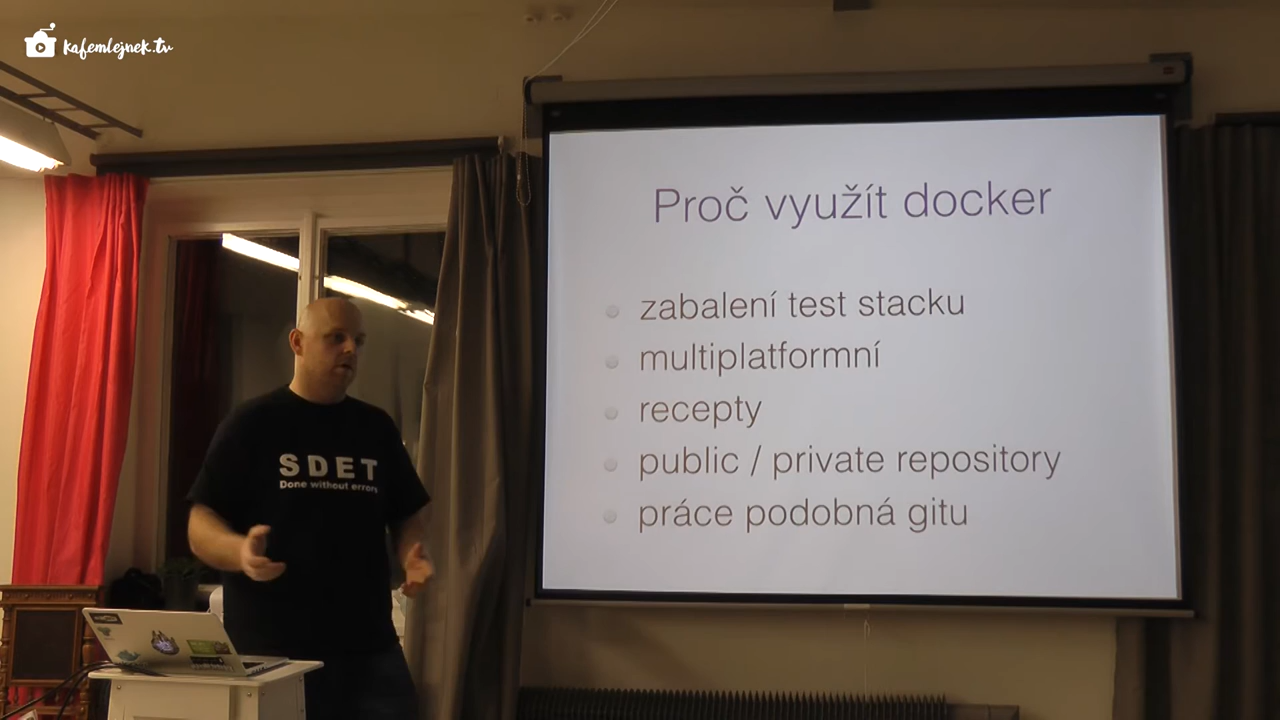 kafemlejnek.tv
Proč využít docker
zabalení test stacku
multiplatformní
recepty
public / private repository
práce podobná gitu
SDET
Done without errors